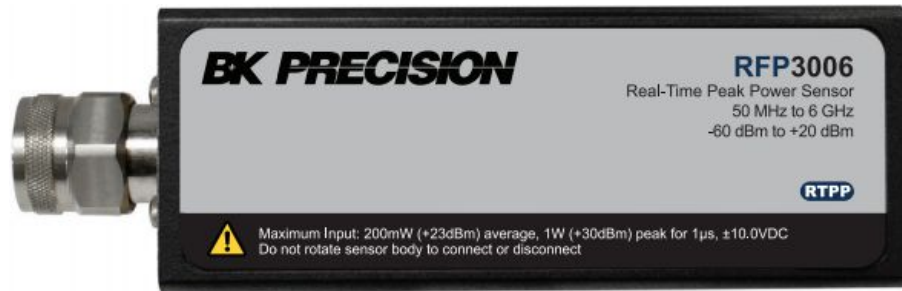 BK PRECISION
RFP3006
Real-Time Peak Power Sensor
50 MHz to 6 GHz
-60 dBm to +20 dBm
RTPP
Maximum Input: 200mW (+23dBm) average, 1W (+30dBm) peak for 1µs, ±10.0VDC
Do not rotate sensor body to connect or disconnect